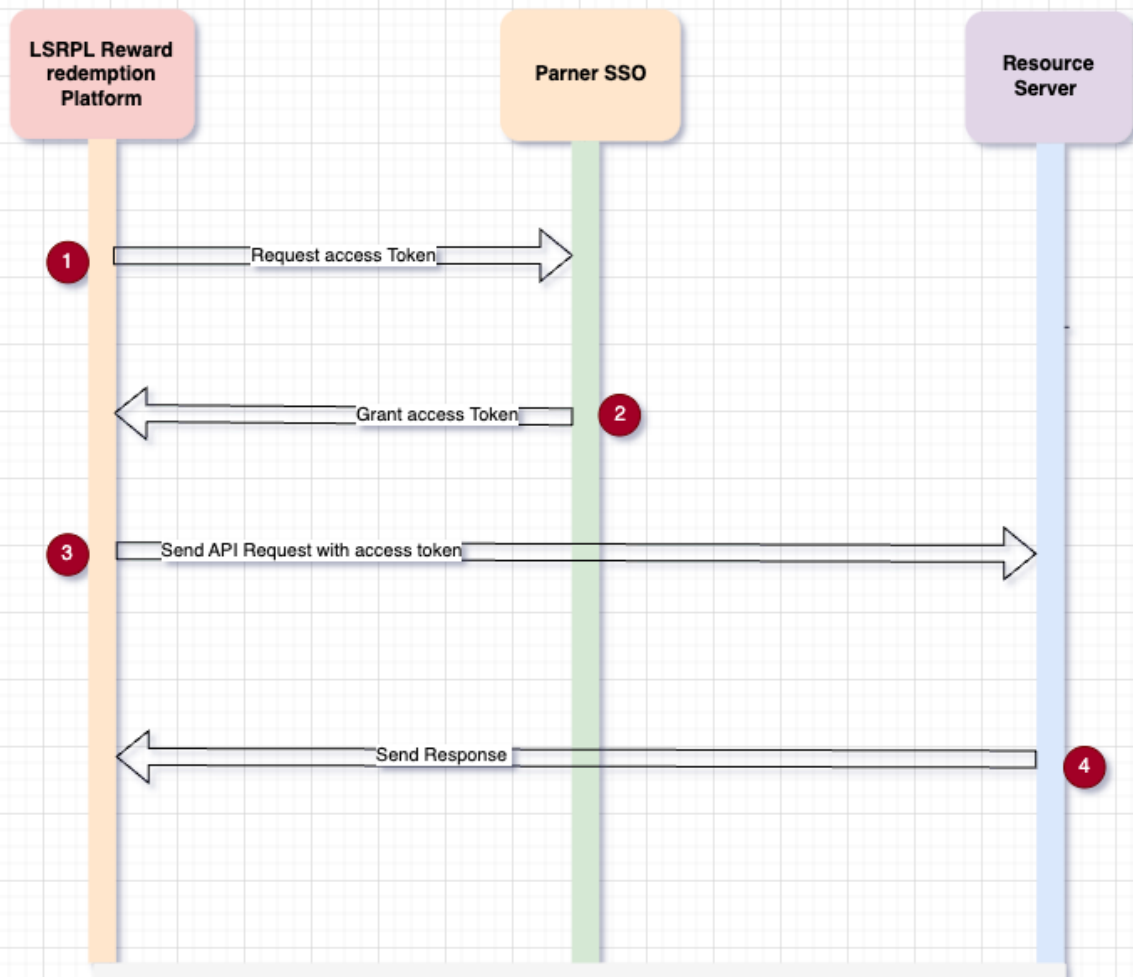 LSRPL Reward
redemption
Platform
Parner SSO
Resource
Server
1
Request access Token
Grant access Token
2
3
Send API Request with access token
Send Response
4